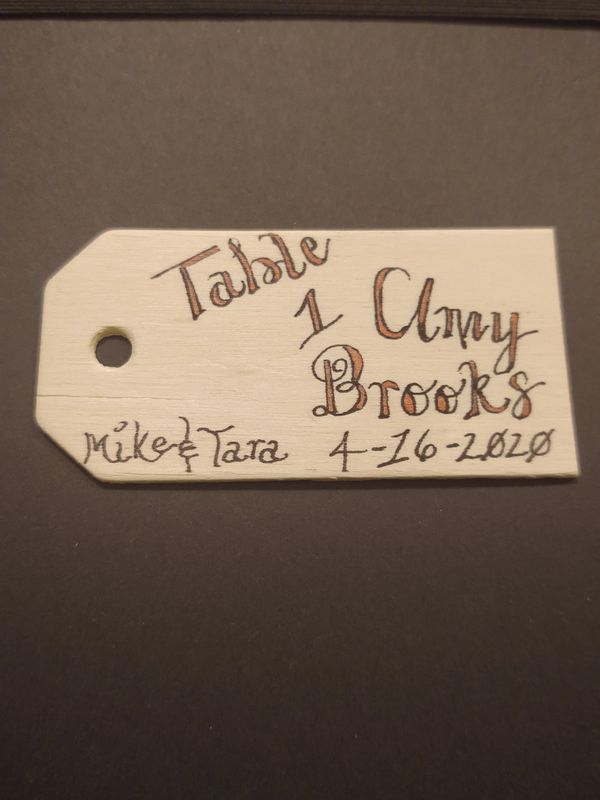 Table
1 Amy
Brooks
Mike & Tara 4-16-2020